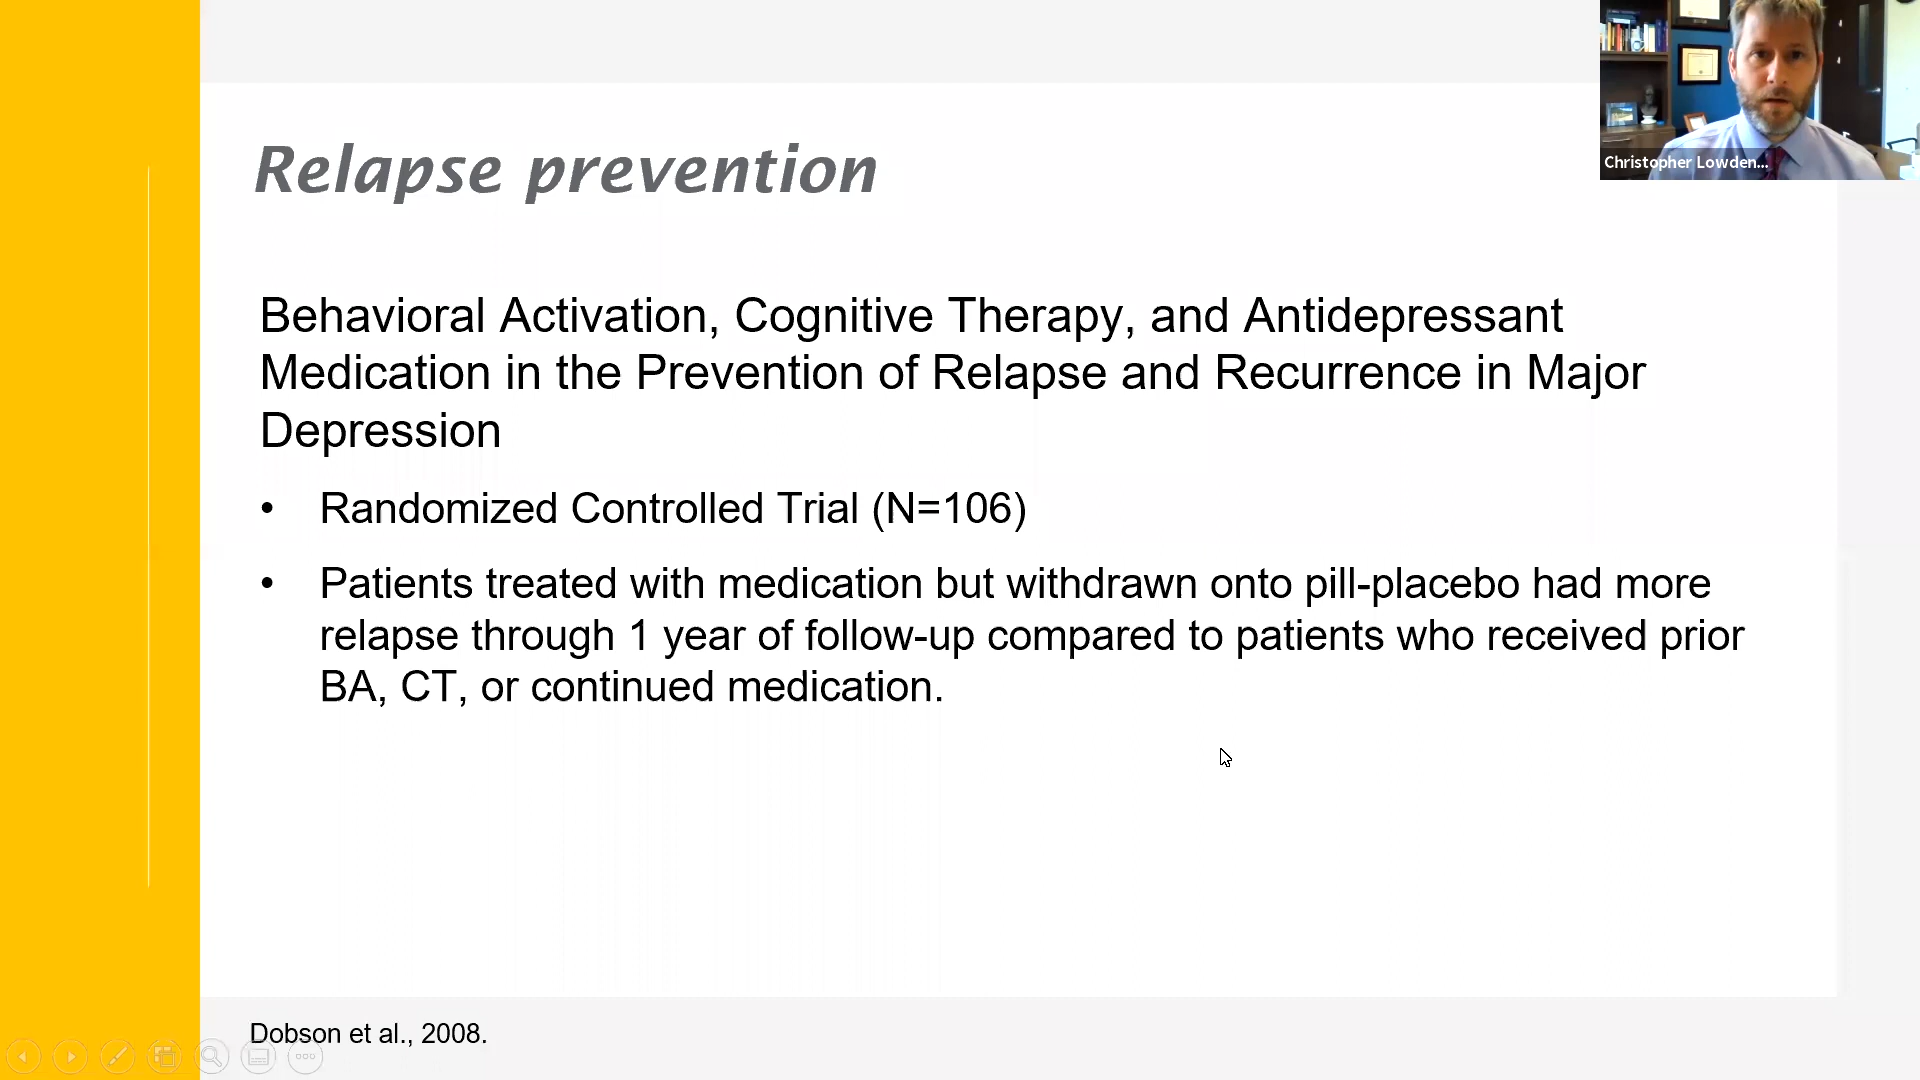 Relapse prevention
Christopher Lowden...
Behavioral Activation, Cognitive Therapy, and Antidepressant
Medication in the Prevention of Relapse and Recurrence in Major
Depression
• Randomized Controlled Trial (N=106)
• Patients treated with medication but withdrawn onto pill-placebo had more
relapse through 1 year of follow-up compared to patients who received prior
BA, CT, or continued medication.
Dobson et al., 2008.